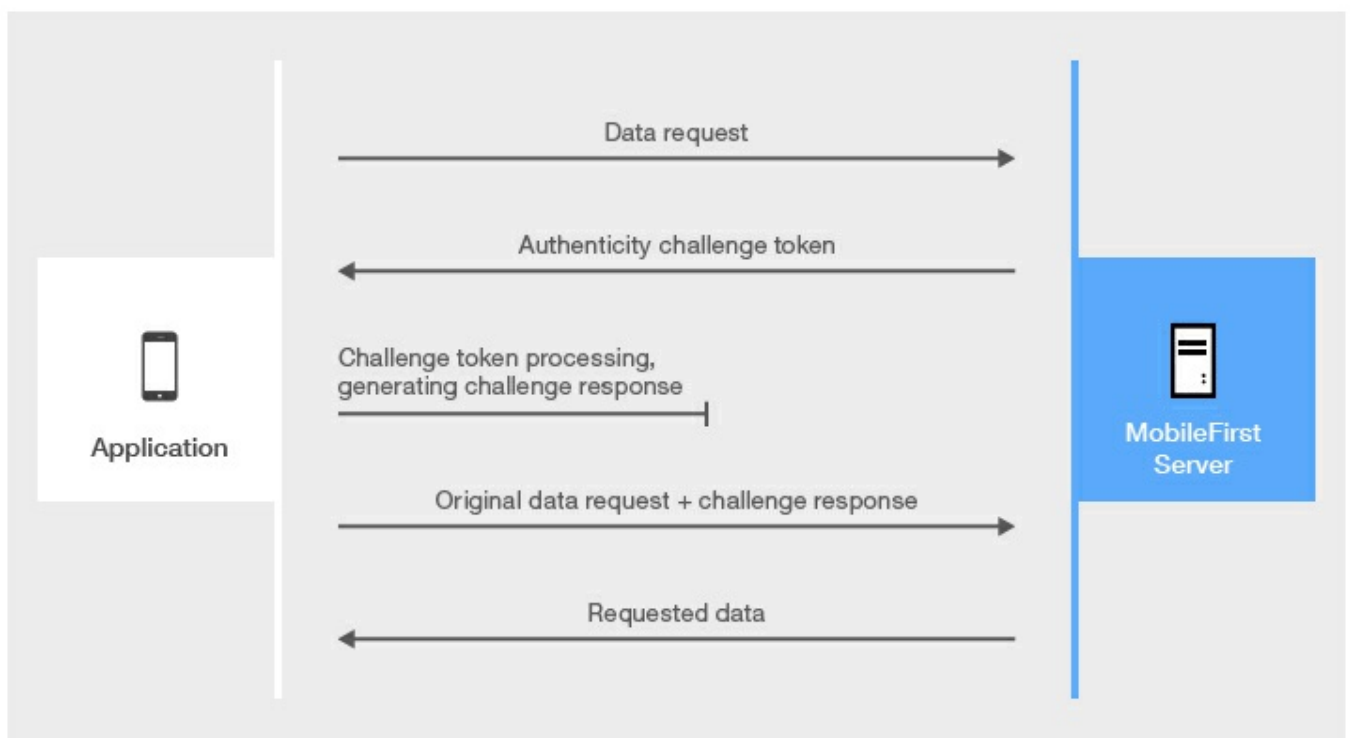 Data request
Authenticity challenge token
Challenge token processing,
generating challenge response
Application
MobileFirst
Server
Original data request + challenge response
Requested data